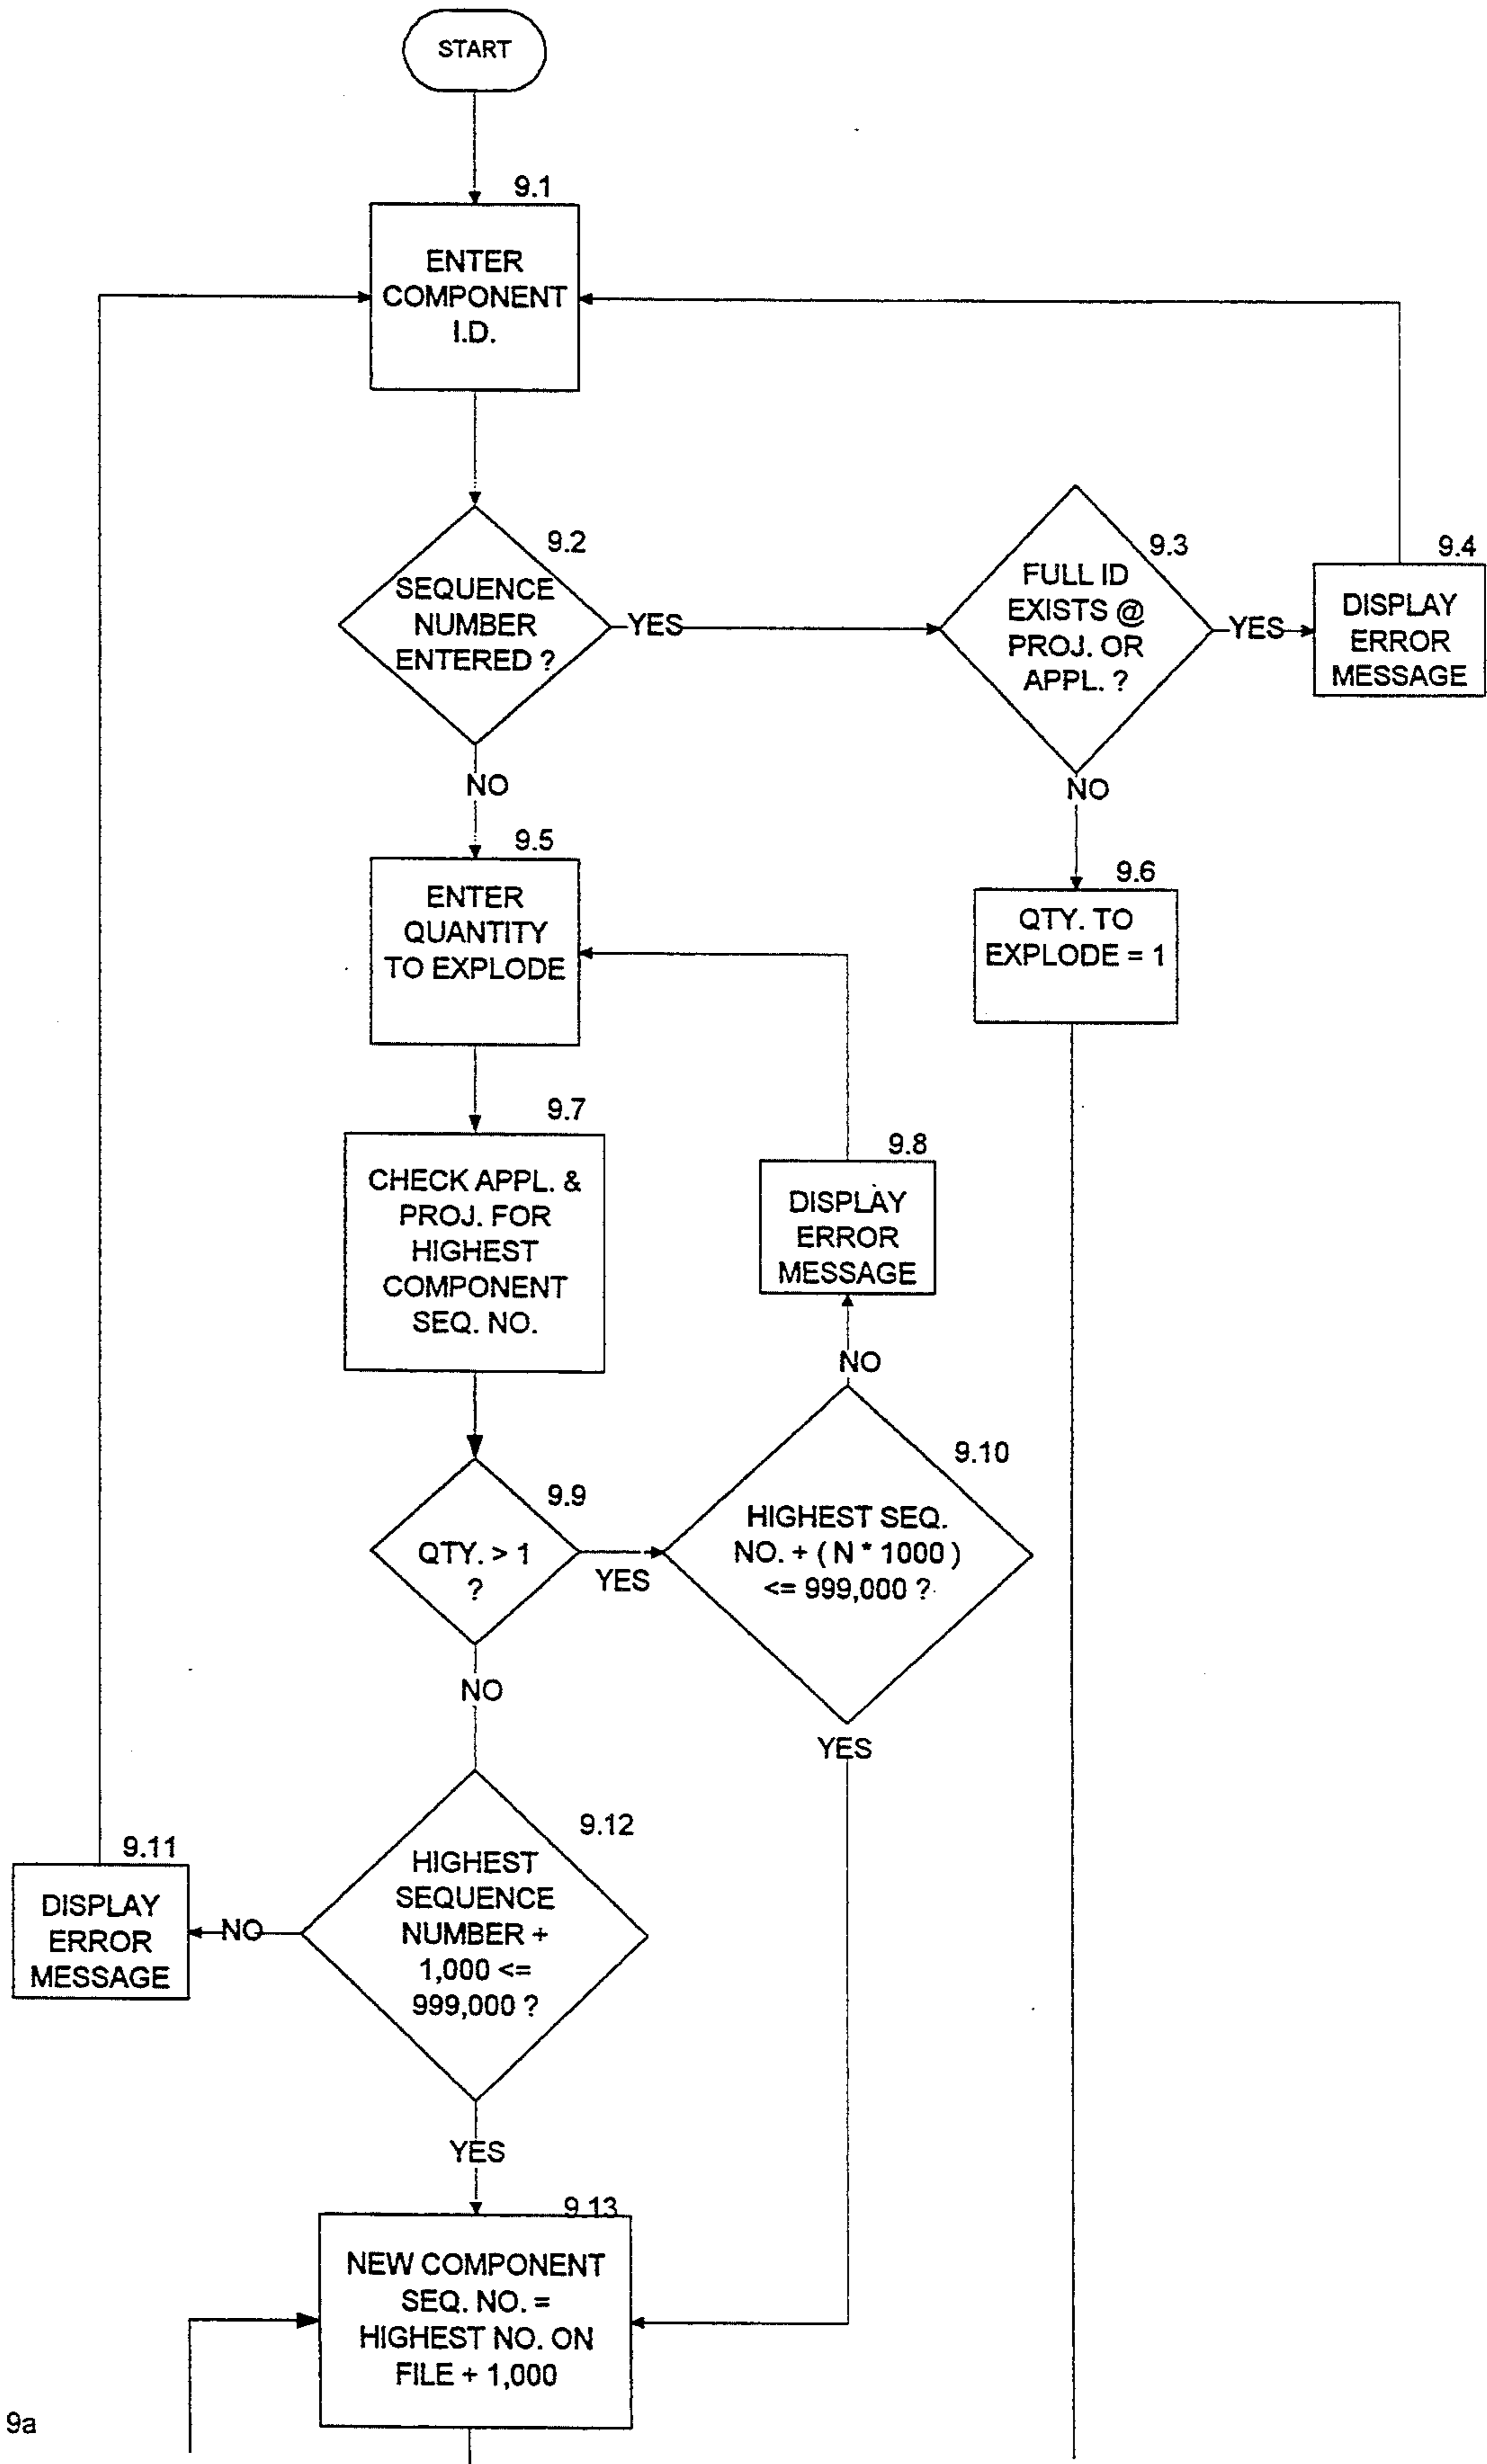 START
9.1
ENTER
COMPONENT
I.D.
9.2
SEQUENCE
NUMBER
ENTERED ?
YES
NO
9.3
FULL ID
EXISTS @
PROJ. OR
APPL. ?
YES
NO
9.4
DISPLAY
ERROR
MESSAGE
9.5
ENTER
QUANTITY
TO EXPLODE
9.6
QTY. TO
EXPLODE = 1
9.7
CHECK APPL. &
PROJ. FOR
HIGHEST
COMPONENT
SEQ. NO.
9.8
DISPLAY
ERROR
MESSAGE
NO
9.9
QTY. > 1
?
YES
NO
9.10
HIGHEST SEQ.
NO. + ( N * 1000 )
<= 999,000 ?
YES
9.11
DISPLAY
ERROR
MESSAGE
NO
9.12
HIGHEST
SEQUENCE
NUMBER +
1,000 <=
999,000 ?
YES
9.13
NEW COMPONENT
SEQ. NO. =
HIGHEST NO. ON
FILE + 1,000
9a